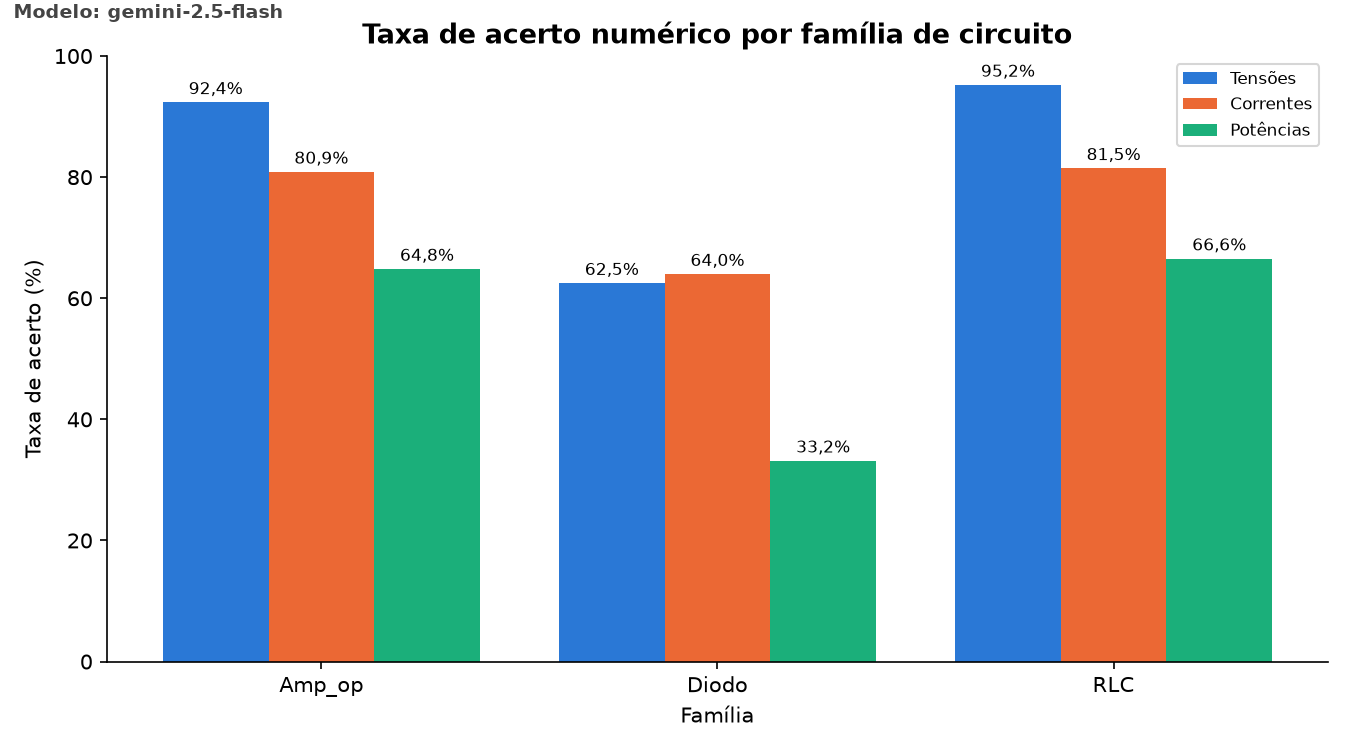 Modelo: gemini-2.5-flash
Taxa de acerto numérico por família de circuito
Tensões
Correntes
Potências
Taxa de acerto (%)
100
80
60
40
20
0
92,4%
80,9%
64,8%
62,5%
64,0%
33,2%
95,2%
81,5%
66,6%
Amp_op
Diodo
RLC
Família